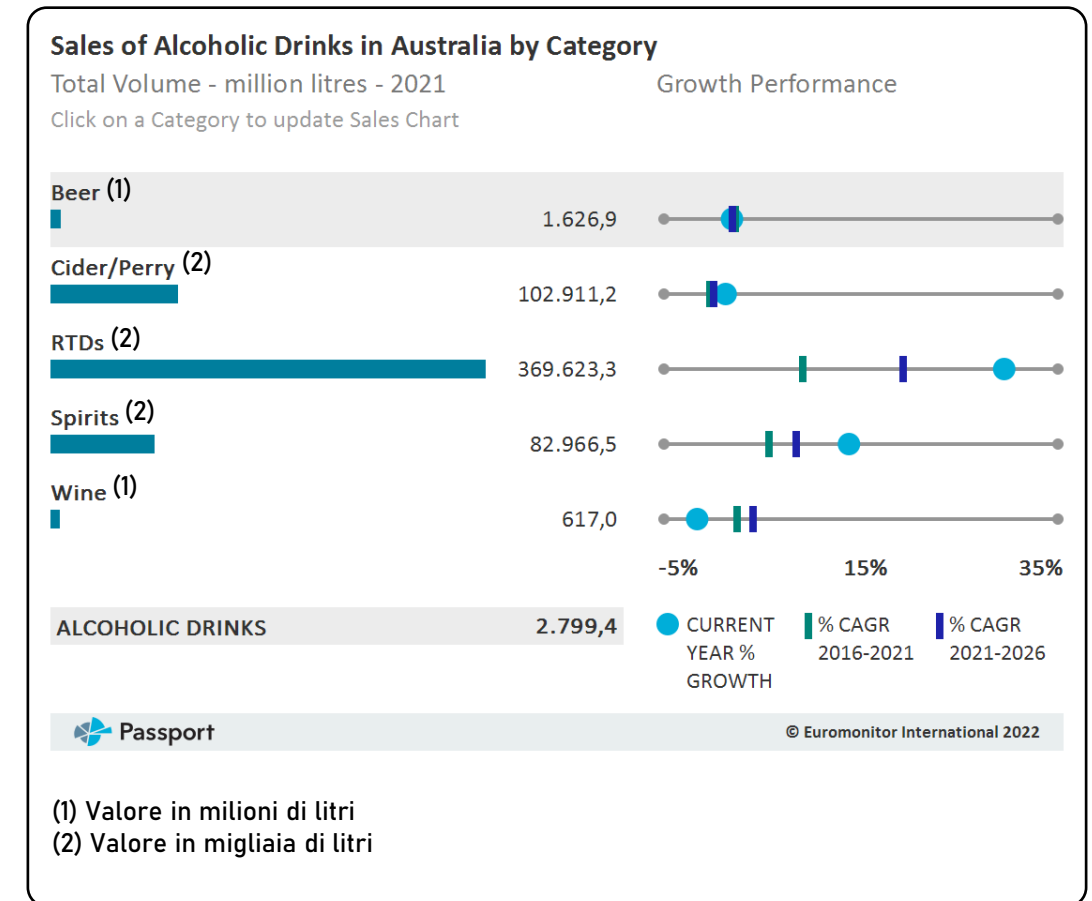 Sales of Alcoholic Drinks in Australia by Category
Total Volume - million litres - 2021
Growth Performance
Click on a Category to update Sales Chart
Beer (1)
1.626,9
Cider/Perry (2)
102.911,2
RTDs (2)
369.623,3
Spirits (2)
82.966,5
Wine (1)
617,0
-5% 15% 35%
ALCOHOLIC DRINKS 2.799,4
CURRENT
YEAR %
GROWTH
% CAGR
2016-2021
% CAGR
2021-2026
Passport
© Euromonitor International 2022
(1) Valore in milioni di litri
(2) Valore in migliaia di litri